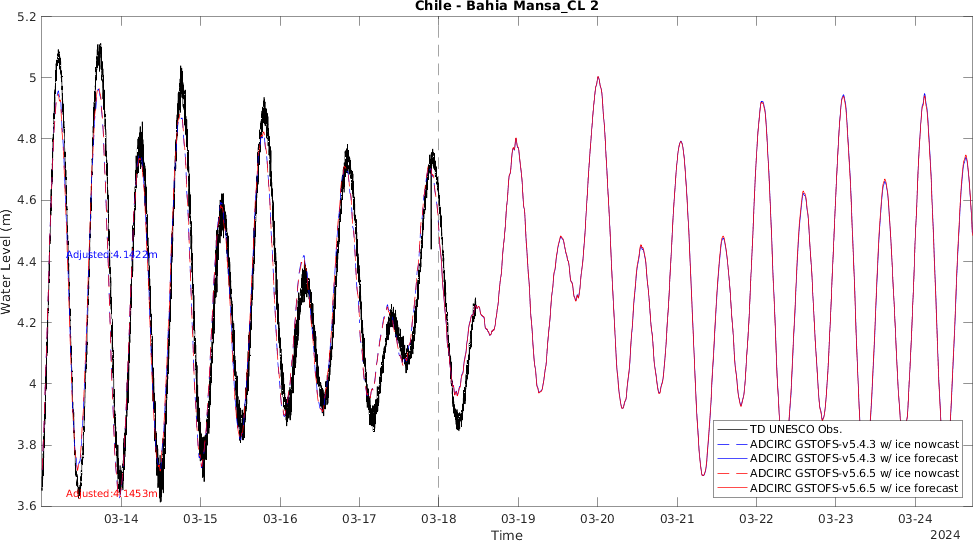 Chile - Bahia Mansa_CL 2
5.2
5
4.8
4.6
4.4
4.2
4
3.8
3.6
Water Level (m)
Adjusted:4.1422m
Adjusted:4.1453m
TD UNESCO Obs.
ADCIRC GSTOFS-v5.4.3 w/ ice nowcast
ADCIRC GSTOFS-v5.4.3 w/ ice forecast
ADCIRC GSTOFS-v5.6.5 w/ ice nowcast
ADCIRC GSTOFS-v5.6.5 w/ ice forecast
03-14 03-15 03-16 03-17 03-18 03-19 03-20 03-21 03-22 03-23 03-24
Time
2024